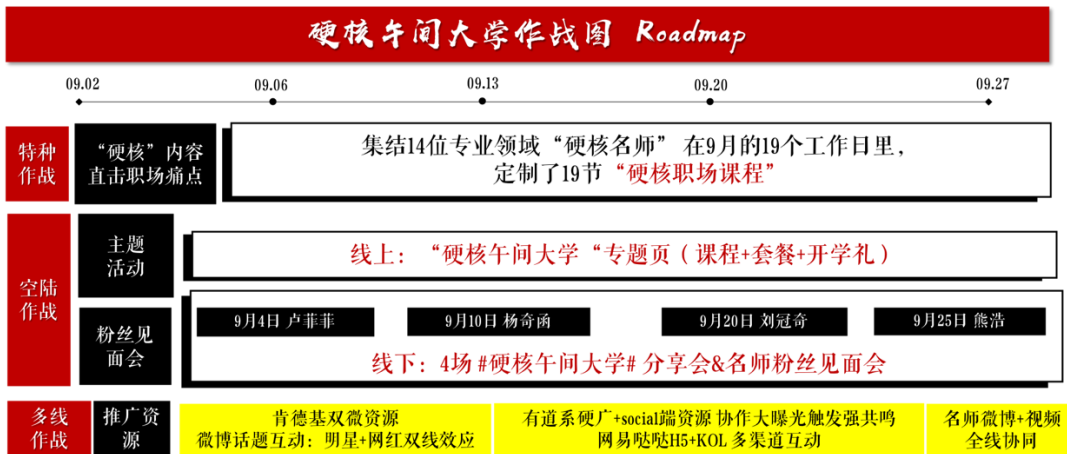 硬核午间大学作战图 Roadmap
09.02
09.06
09.13
09.20
09.27
特种
作战
“硬核”内容
直击职场痛点
集结14位专业领域“硬核名师” 在9月的19个工作日里，
定制了19节“硬核职场课程”
空陆
作战
主题
活动
线上：“硬核午间大学“专题页（课程+套餐+开学礼）
粉丝见
面会
9月4日 卢菲菲
9月10日 杨奇函
9月20日 刘冠奇
9月25日 熊浩
线下：4场 #硬核午间大学# 分享会&名师粉丝见面会
多线
作战
推广资
源
肯德基双微资源
微博话题互动：明星+网红双线效应
有道系硬广+social端资源 协作大曝光触发强共鸣
网易哒哒H5+KOL 多渠道互动
名师微博+视频
全线协同